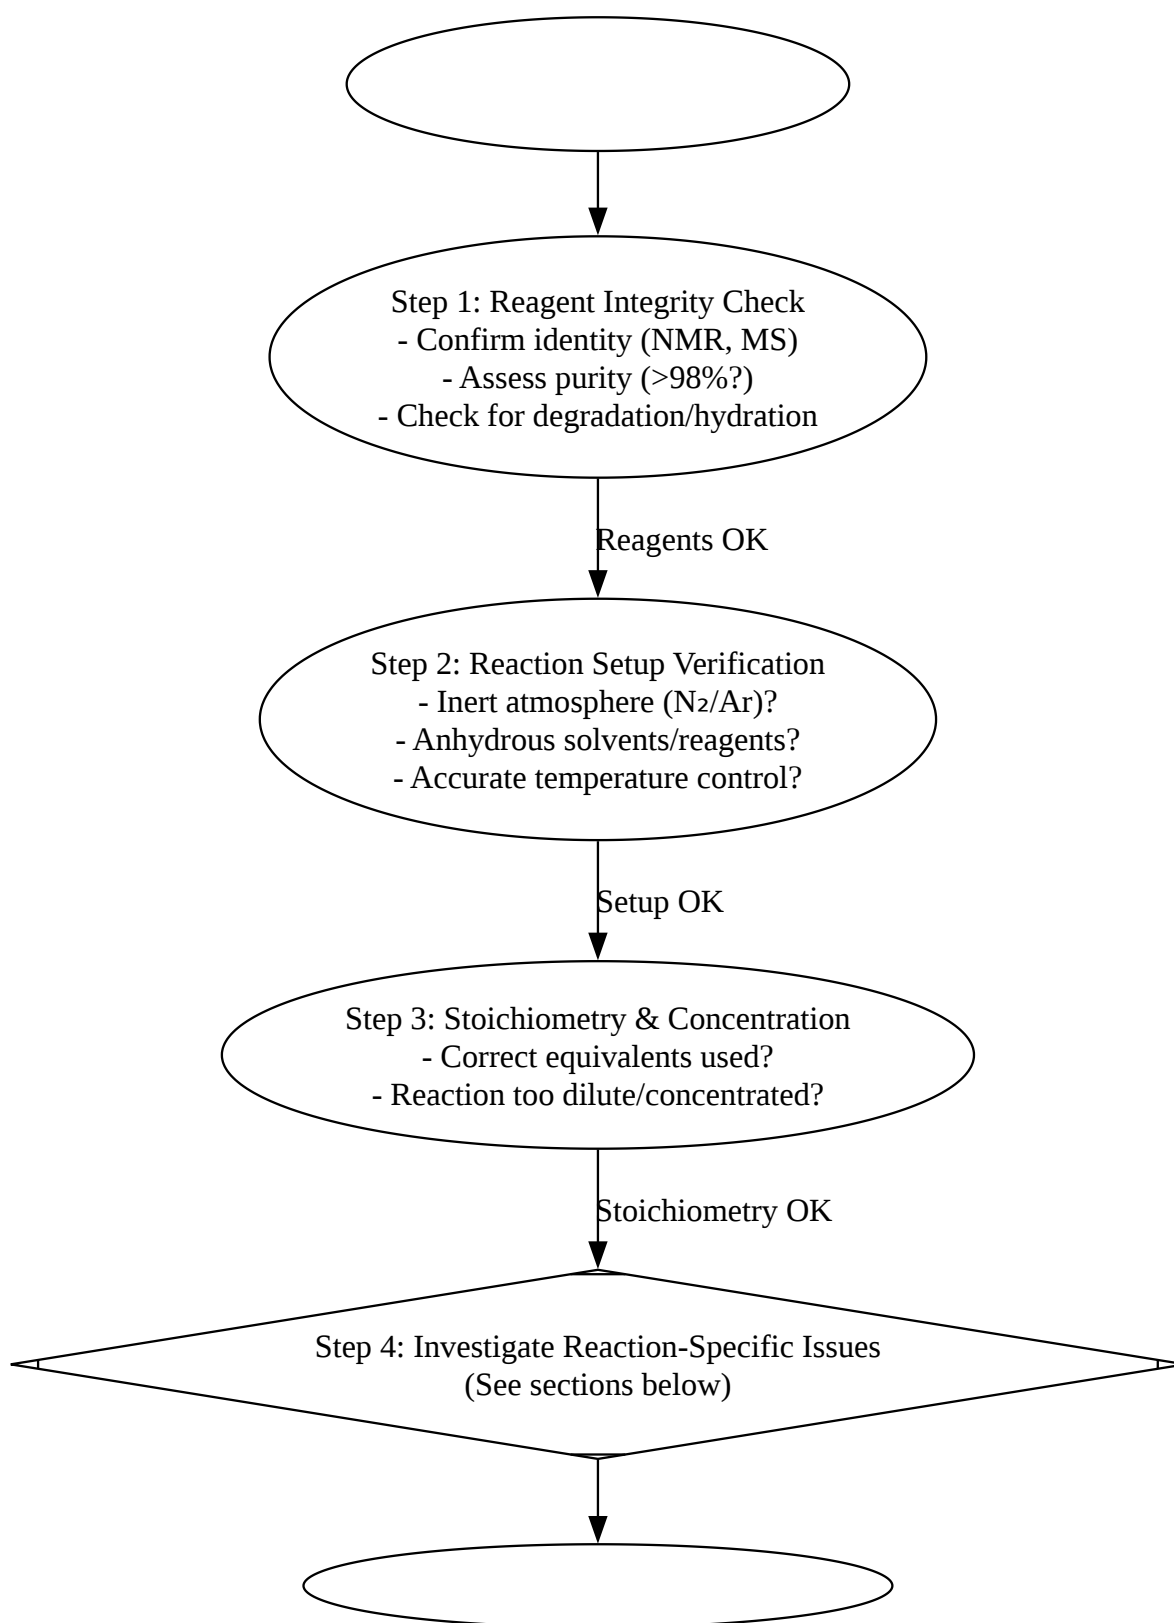 Step 1: Reagent Integrity Check
- Confirm identity (NMR, MS)
- Assess purity (>98%?)
- Check for degradation/hydration
Reagents OK
Step 2: Reaction Setup Verification
- Inert atmosphere (N₂/Ar)?
- Anhydrous solvents/reagents?
- Accurate temperature control?
Setup OK
Step 3: Stoichiometry & Concentration
- Correct equivalents used?
- Reaction too dilute/concentrated?
Stoichiometry OK
Step 4: Investigate Reaction-Specific Issues
(See sections below)